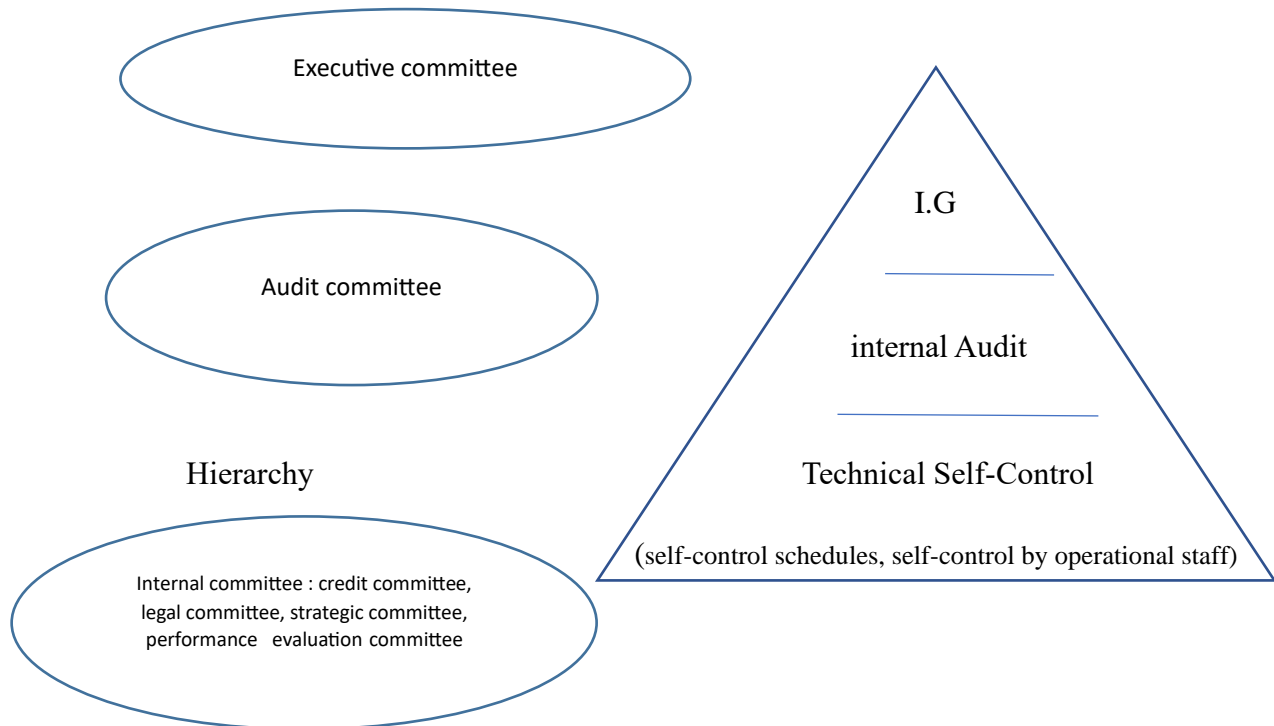 Executive committee
Audit committee
Hierarchy
Internal committee : credit committee,
legal committee, strategic committee,
performance evaluation committee
I.G
internal Audit
Technical Self-Control
(self-control schedules, self-control by operational staff)